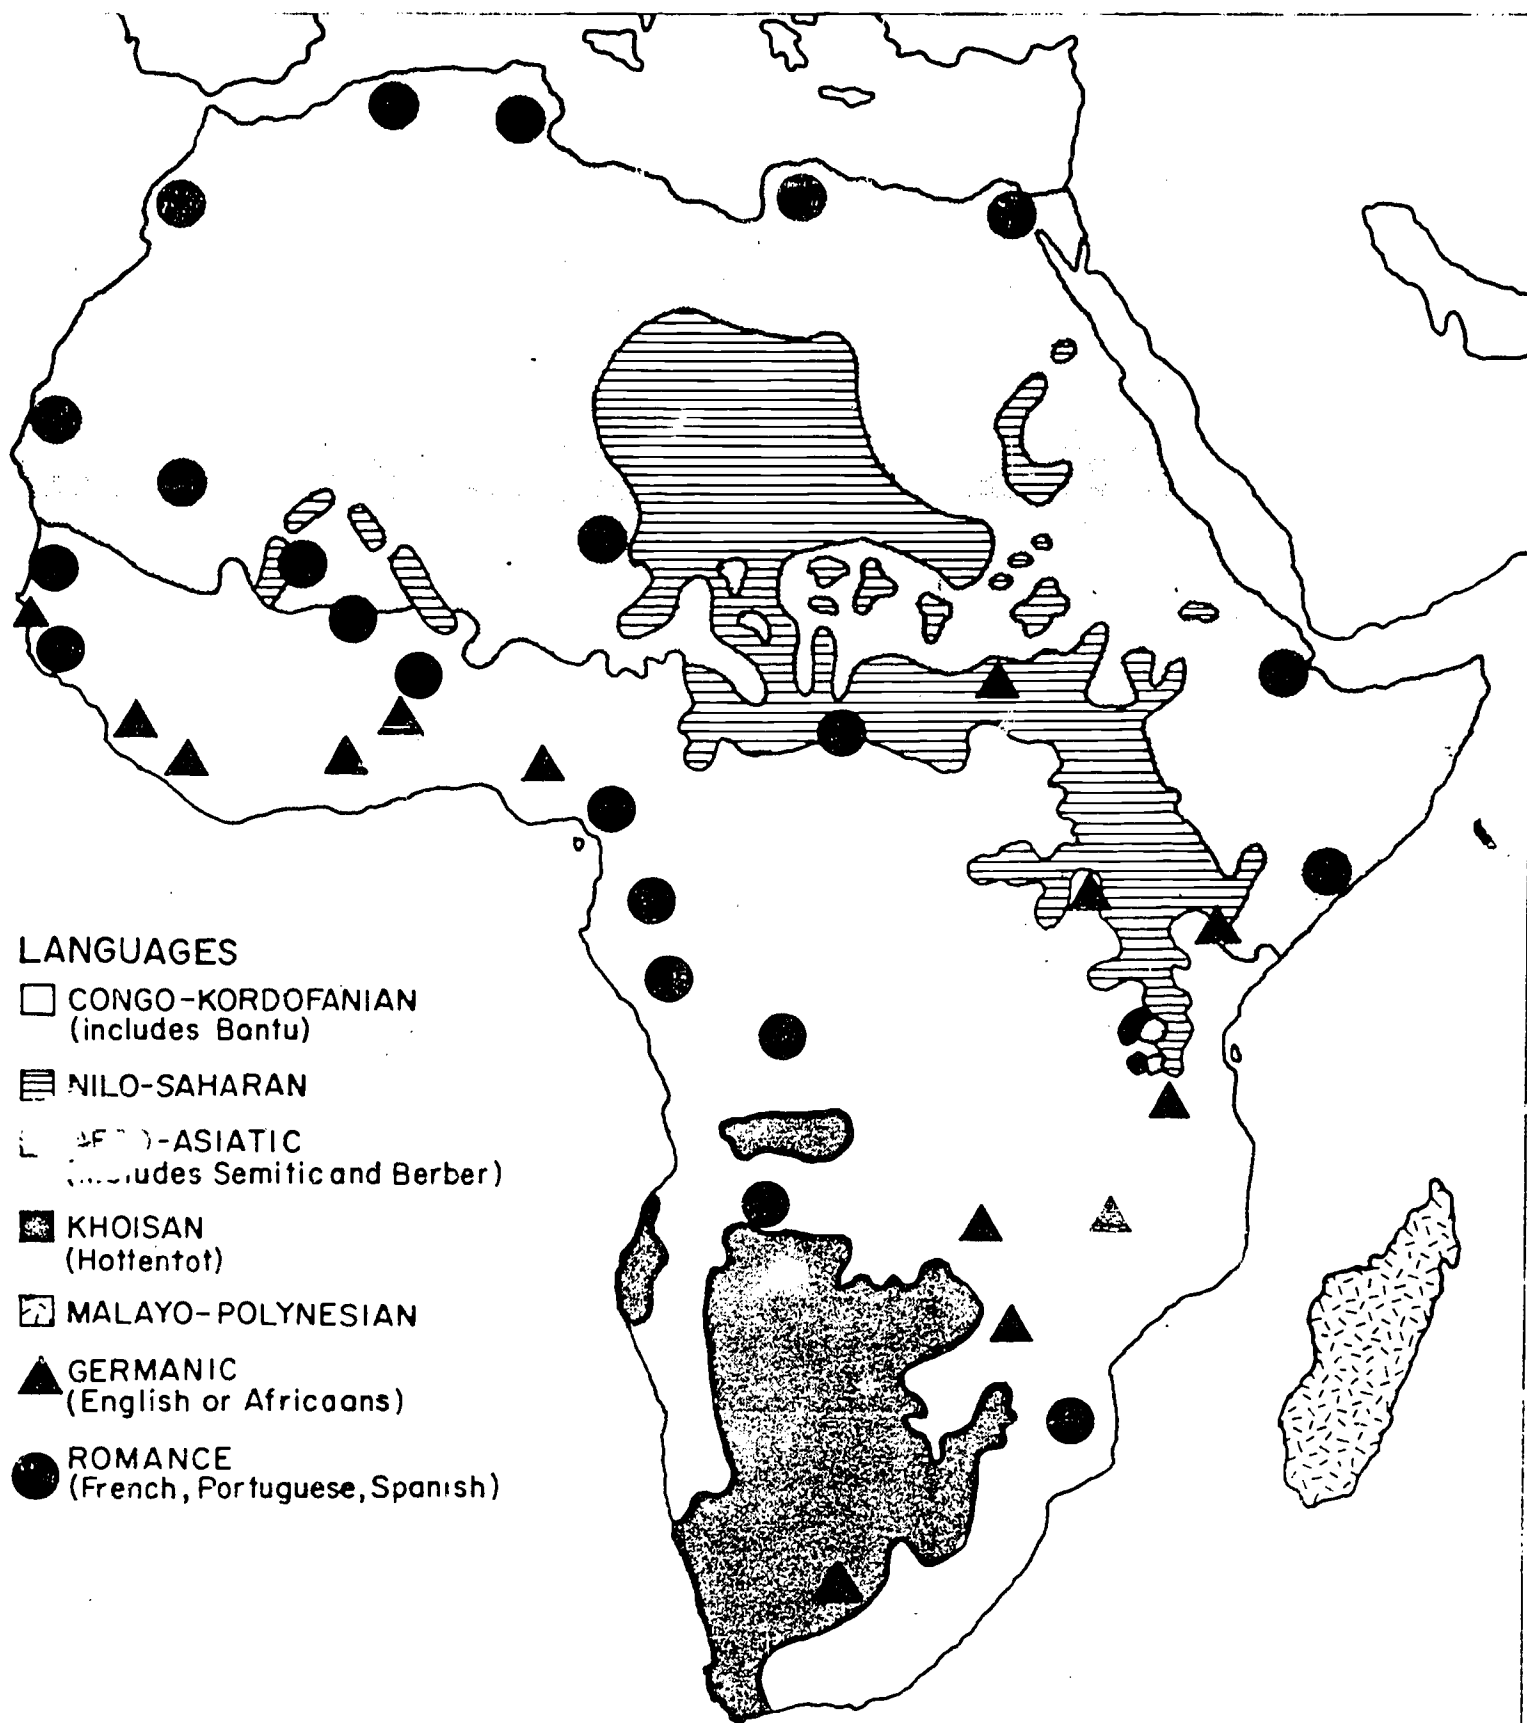 LANGUAGES
CONGO-KORDOFANIAN
(includes Bantu)
NILO-SAHARAN
-ASIATIC
Semitic and Berber)
KHOISAN
(Hottentot)
MALAYO-POLYNESIAN
GERMANIC
(English or Africaans)
ROMANCE
(French, Portuguese, Spanish)